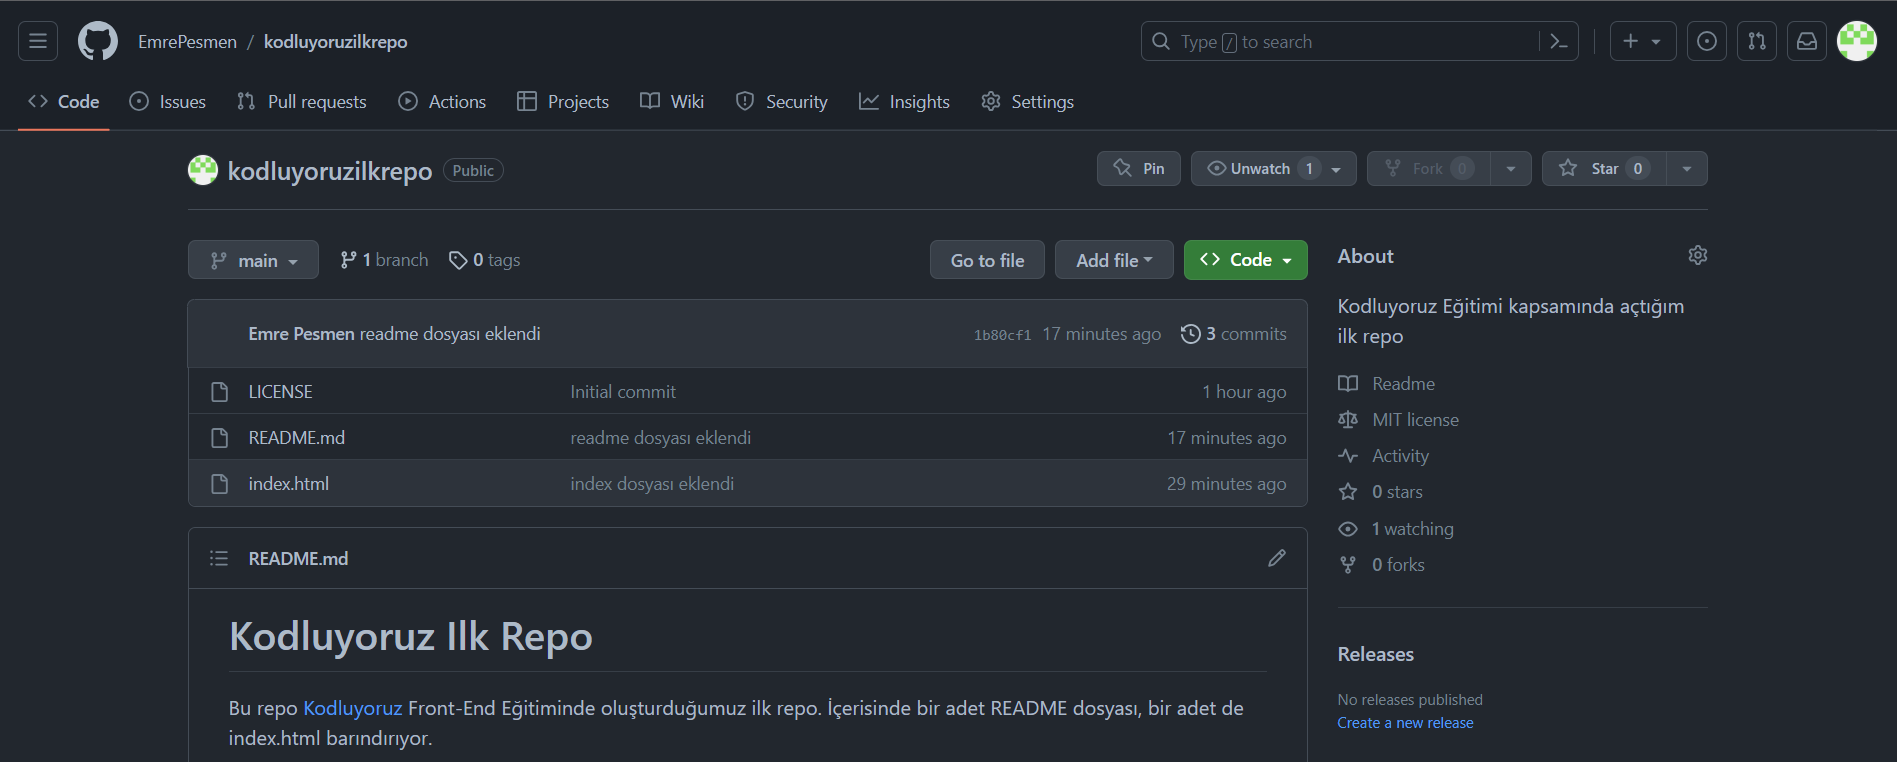 EmrePesmen / kodluyoruzilkrepo
Type / to search
Code Issues Pull requests Actions Projects Wiki Security Insights Settings
kodluyoruzilkrepo Public
Pin Unwatch 1 Fork 0 Star 0
main 1 branch 0 tags Go to file Add file Code
Emre Pesmen readme dosyası eklendi 1b80cf1 17 minutes ago 3 commits
LICENSE Initial commit 1 hour ago
README.md readme dosyası eklendi 17 minutes ago
index.html index dosyası eklendi 29 minutes ago
README.md
Kodluyoruz Ilk Repo
Bu repo Kodluyoruz Front-End Eğitiminde oluşturduğumuz ilk repo. İçerisinde bir adet README dosyası, bir adet de
index.html barındırıyor.
About
Kodluyoruz Eğitimi kapsamında açtığım
ilk repo
Readme
MIT license
Activity
0 stars
1 watching
0 forks
Releases
No releases published
Create a new release